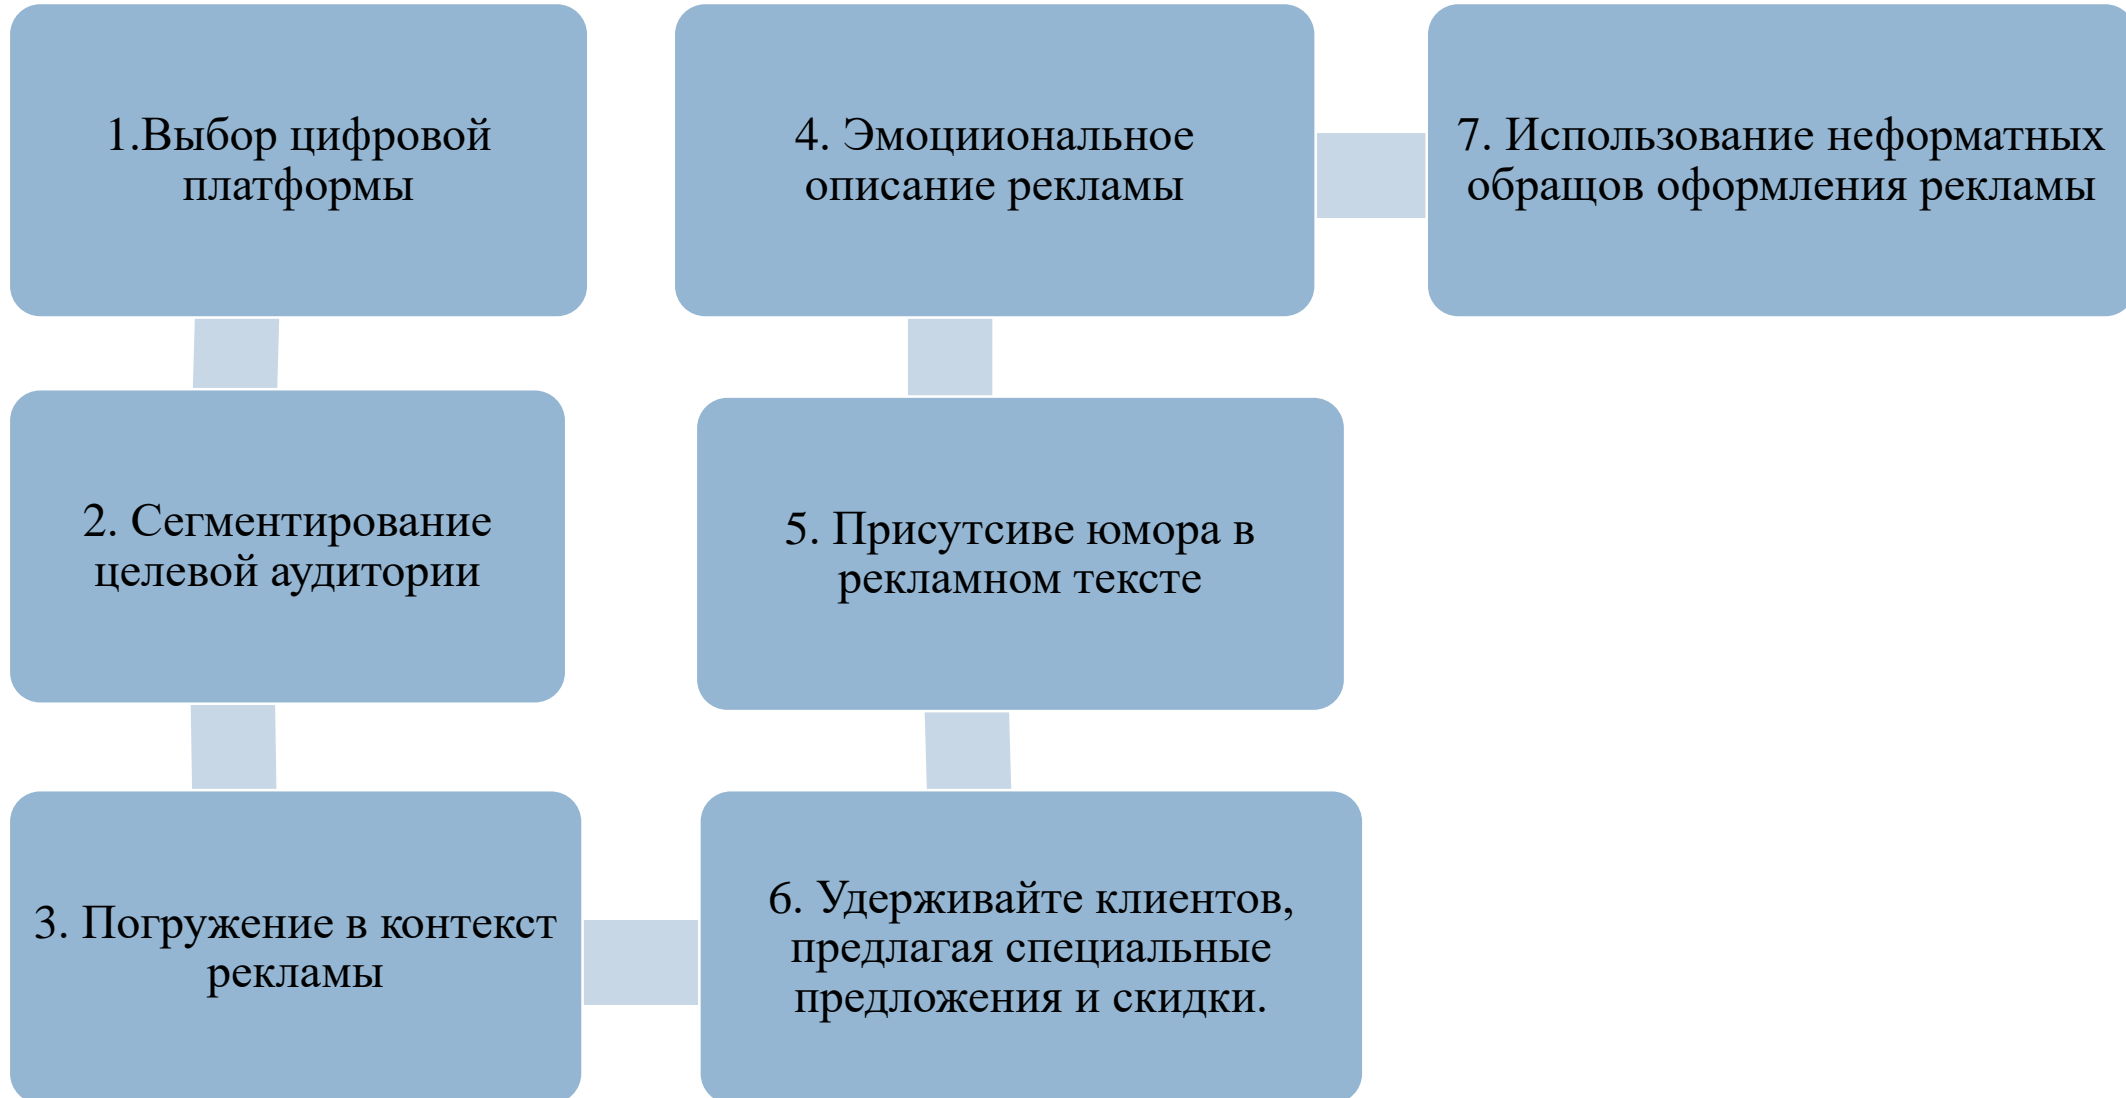 1.Выбор цифровой
платформы
2. Сегментирование
целевой аудитории
3. Погружение в контекст
рекламы
4. Эмоциональное
описание рекламы
5. Присутсиве юмора в
рекламном тексте
6. Удерживайте клиентов,
предлагая специальные
предложения и скидки.
7. Использование неформатных
обращов оформления рекламы